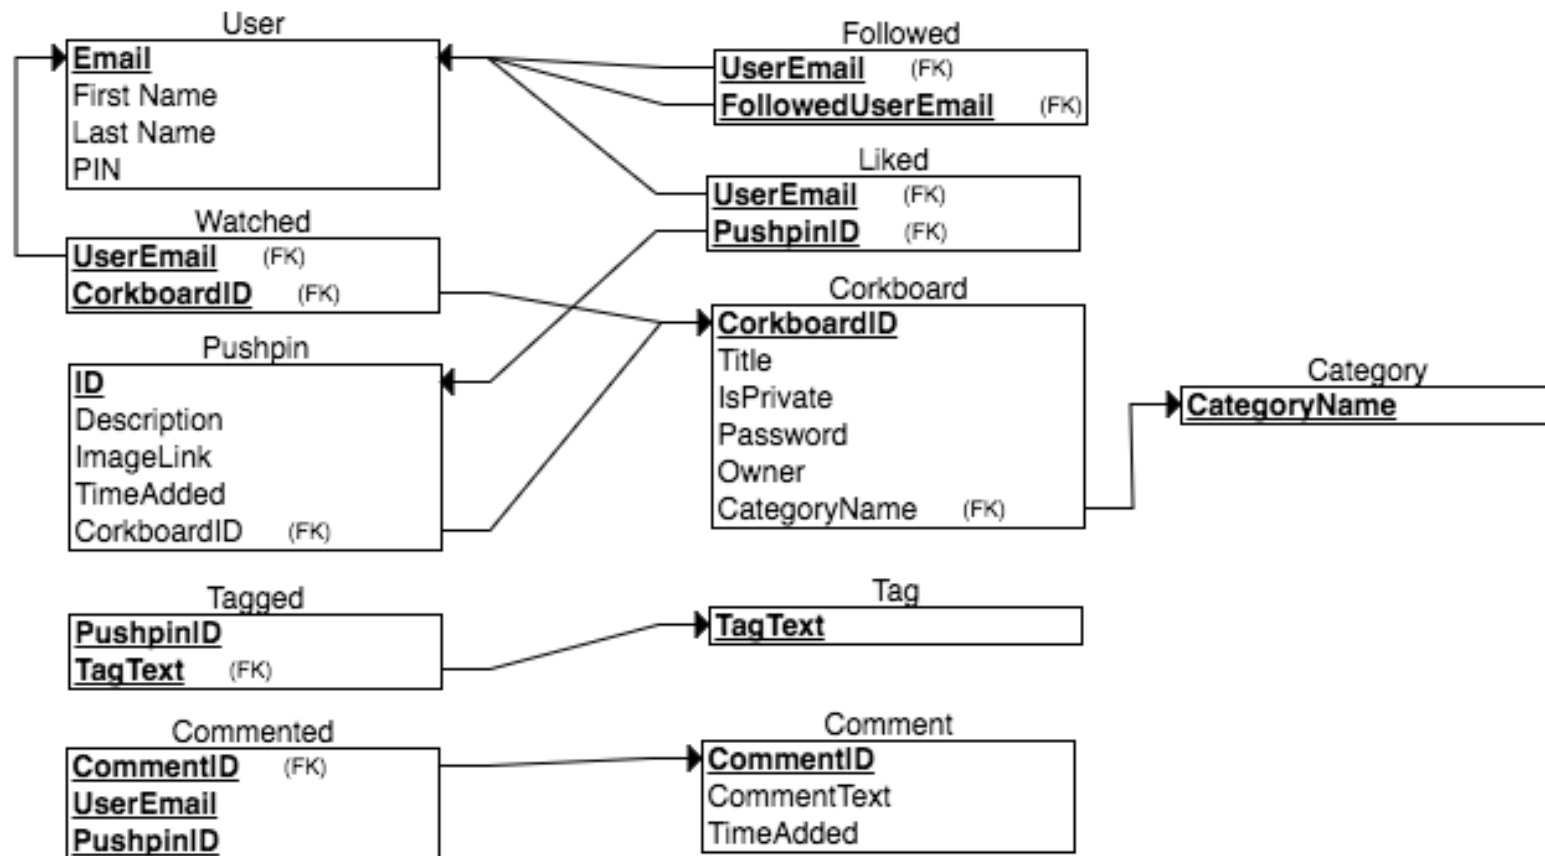 User
Email
First Name
Last Name
PIN
Followed
UserEmail (FK)
FollowedUserEmail (FK)
Liked
UserEmail (FK)
PushpinID (FK)
Watched
UserEmail (FK)
CorkboardID (FK)
Corkboard
CorkboardID
Title
IsPrivate
Password
Owner
CategoryName (FK)
Category
CategoryName
Pushpin
ID
Description
ImageLink
TimeAdded
CorkboardID (FK)
Tagged
PushpinID
TagText (FK)
Tag
TagText
Commented
CommentID (FK)
UserEmail
PushpinID
Comment
CommentID
CommentText
TimeAdded